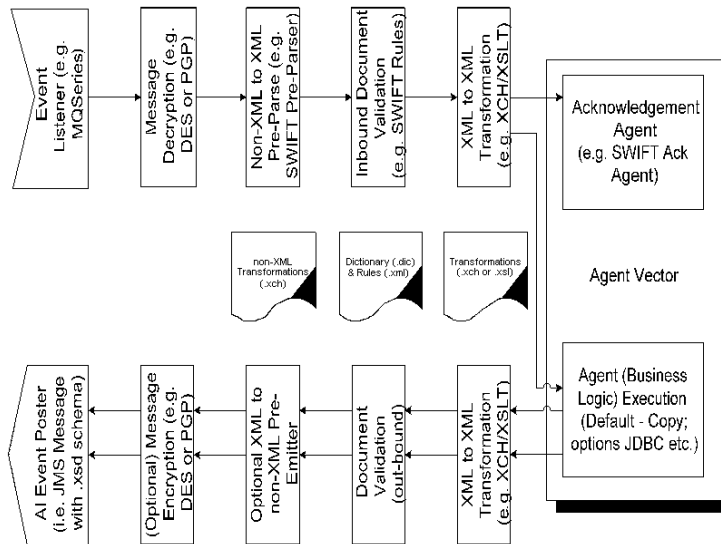 Event
Listener (e.g.
MQSeries)
Message
Decryption (e.g.
DES or PGP)
Non-XML to XML
Pre-Parse (e.g.
SWIFT Pre-Parser)
Inbound Document
Validation
(e.g. SWIFT Rules)
XML to XML
Transformation
(e.g. XCH/XSLT)
Acknowledgement
Agent
(e.g. SWIFT Ack
Agent)
non-XML
Transformations
(.xch)
Dictionary (.dic)
& Rules (.xml)
Transformations
(.xch or .xsl)
Agent Vector
AI Event Poster
(i.e. JMS Message
with .xsd schema)
(Optional) Message
Encryption (e.g.
DES or PGP)
Optional XML to
non-XML Pre-
Emitter
Document
Validation
(out-bound)
XML to XML
Transformation
(e.g. XCH/XSLT)
Agent (Business
Logic) Execution
(Default - Copy;
options JDBC etc.)